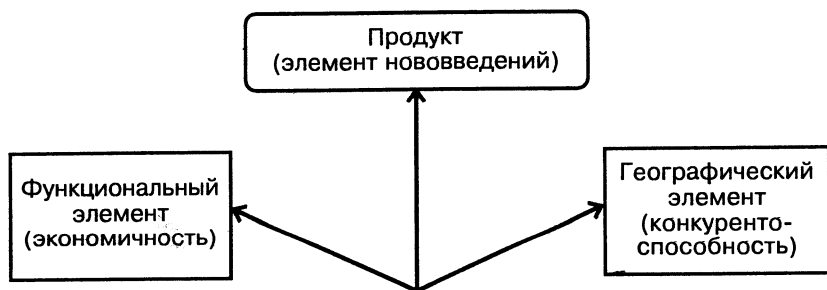 Продукт
(элемент нововведений)
Функциональный
элемент
(экономичность)
Географический
элемент
(конкуренто-
способность)